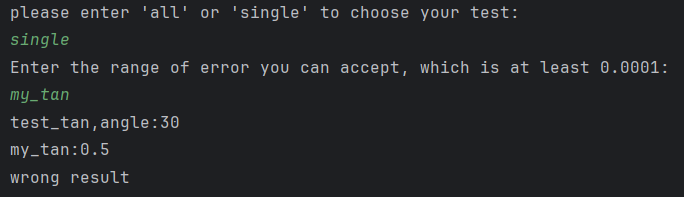 please enter 'all' or 'single' to choose your test:
single
Enter the range of error you can accept, which is at least 0.0001:
my_tan
test_tan,angle:30
my_tan:0.5
wrong result